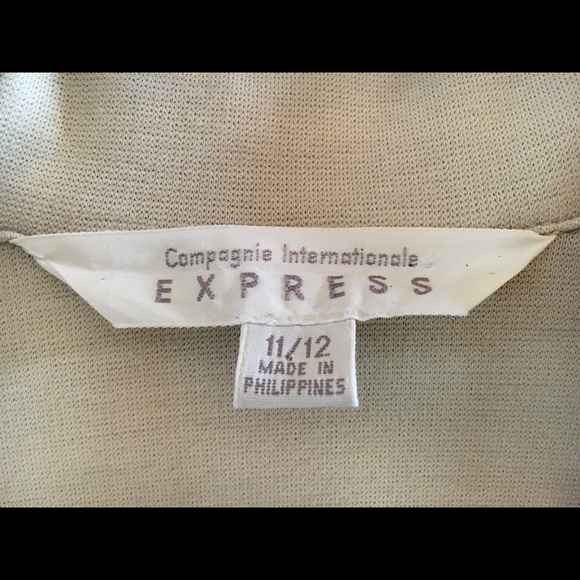 Compagnie Internationale
EXPRESS
11/12
MADE IN
PHILIPPINES